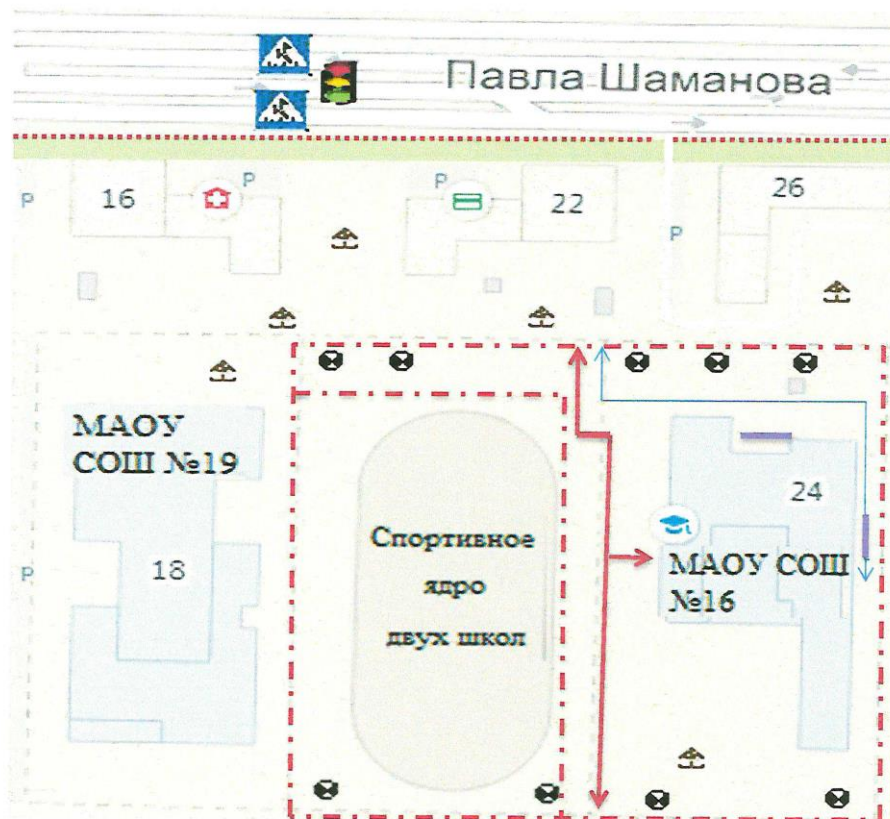 Павла Шаманова
P
16
P
P
22
26
P
МАОУ
СОШ №19
24
Спортивное
ядро
двух школ
P
18
МАОУ СОШ
№16